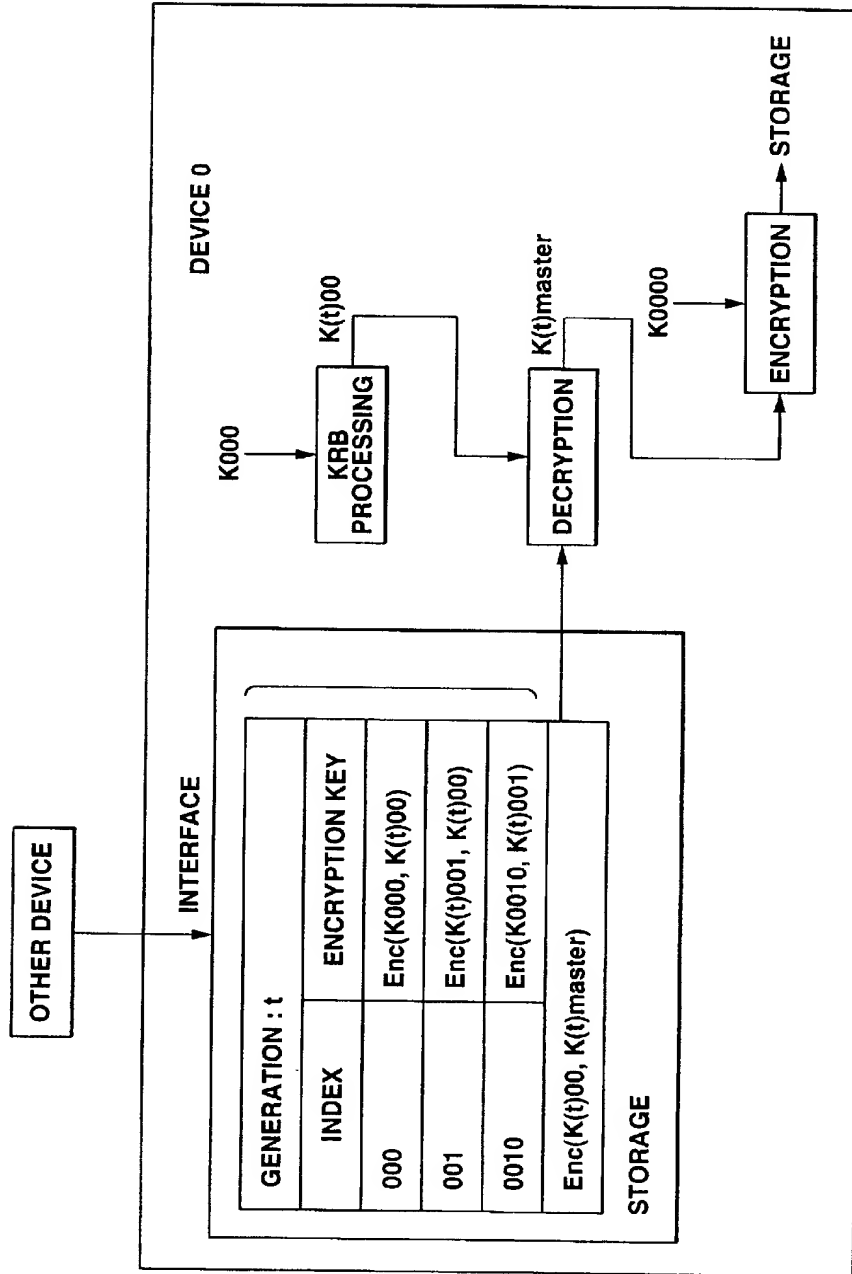 OTHER DEVICE
INTERFACE
DEVICE 0
GENERATION : t
INDEX
ENCRYPTION KEY
000
Enc(K000, K(t)00)
001
Enc(K(t)001, K(t)00)
0010
Enc(K0010, K(t)001)
Enc(K(t)00, K(t)master)
STORAGE
K000
KRB
PROCESSING
K(t)00
DECRYPTION
K(t)master
K0000
ENCRYPTION
STORAGE